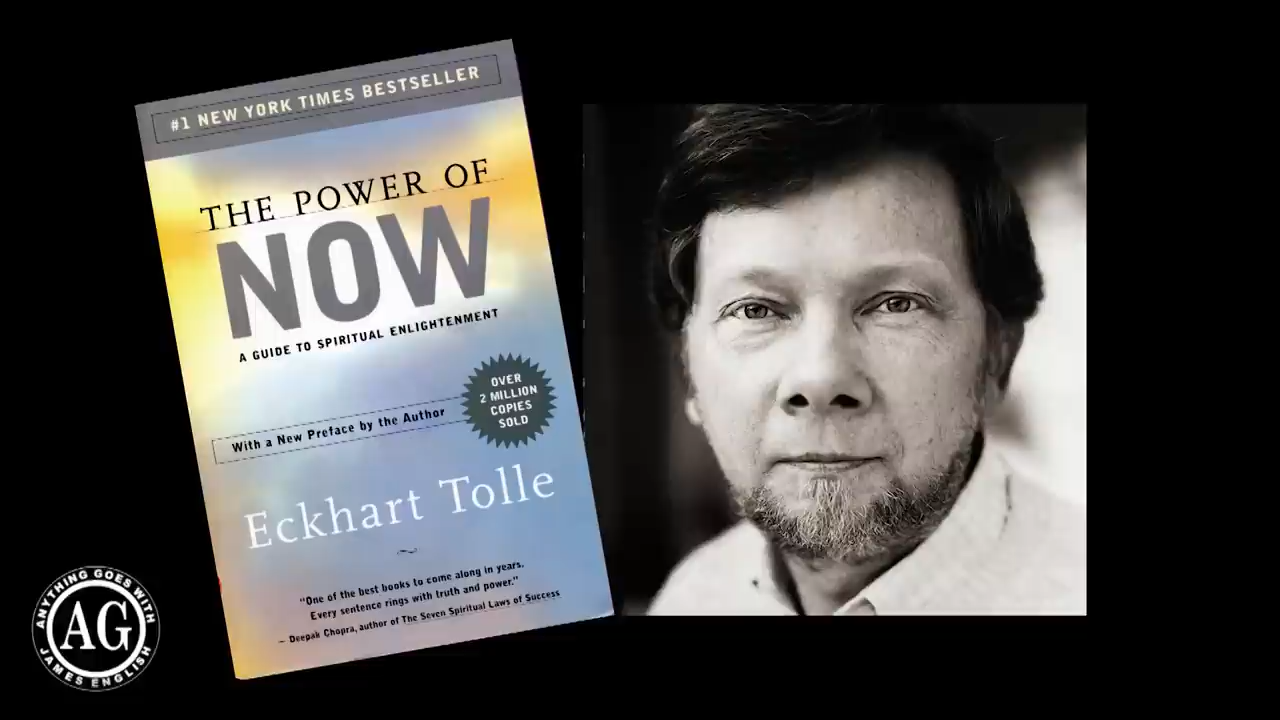 #1 NEW YORK TIMES BESTSELLER
THE POWER OF
NOW
A GUIDE TO SPIRITUAL ENLIGHTENMENT
OVER
2 MILLION
COPIES
SOLD
With a New Preface by the Author
Eckhart Tolle
"One of the best books to come along in years.
Every sentence rings with truth and power."
– Deepak Chopra, author of The Seven Spiritual Laws of Success
ANYTHING GOES WITH
AG
JAMES ENGLISH